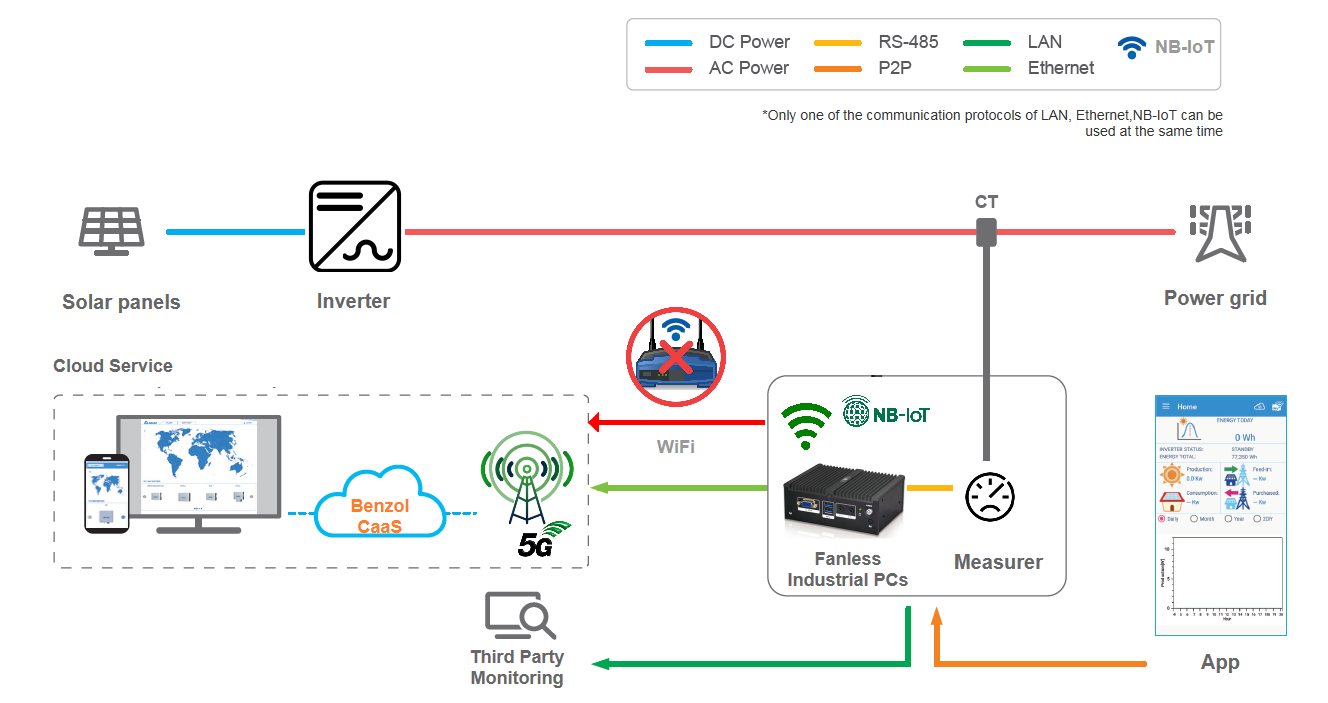 DC Power
RS-485
LAN
NB-IoT
AC Power
P2P
Ethernet
*Only one of the communication protocols of LAN, Ethernet,NB-IoT can be
used at the same time
CT
Solar panels
Inverter
Power grid
Cloud Service
NB-IoT
WiFi
Benzol
CaaS
5G
Fanless
Industrial PCs
Measurer
Home
ENERGY TODAY
0 Wh
INVERTER STATUS:
STANDBY
ENERGY TOTAL:
77,350 Wh
Production:
0.0 Kw
Feed-in:
-- Kw
Consumption:
-- Kw
Purchased:
-- Kw
Daily
Month
Year
10
5
0
Hour
App
Third Party
Monitoring